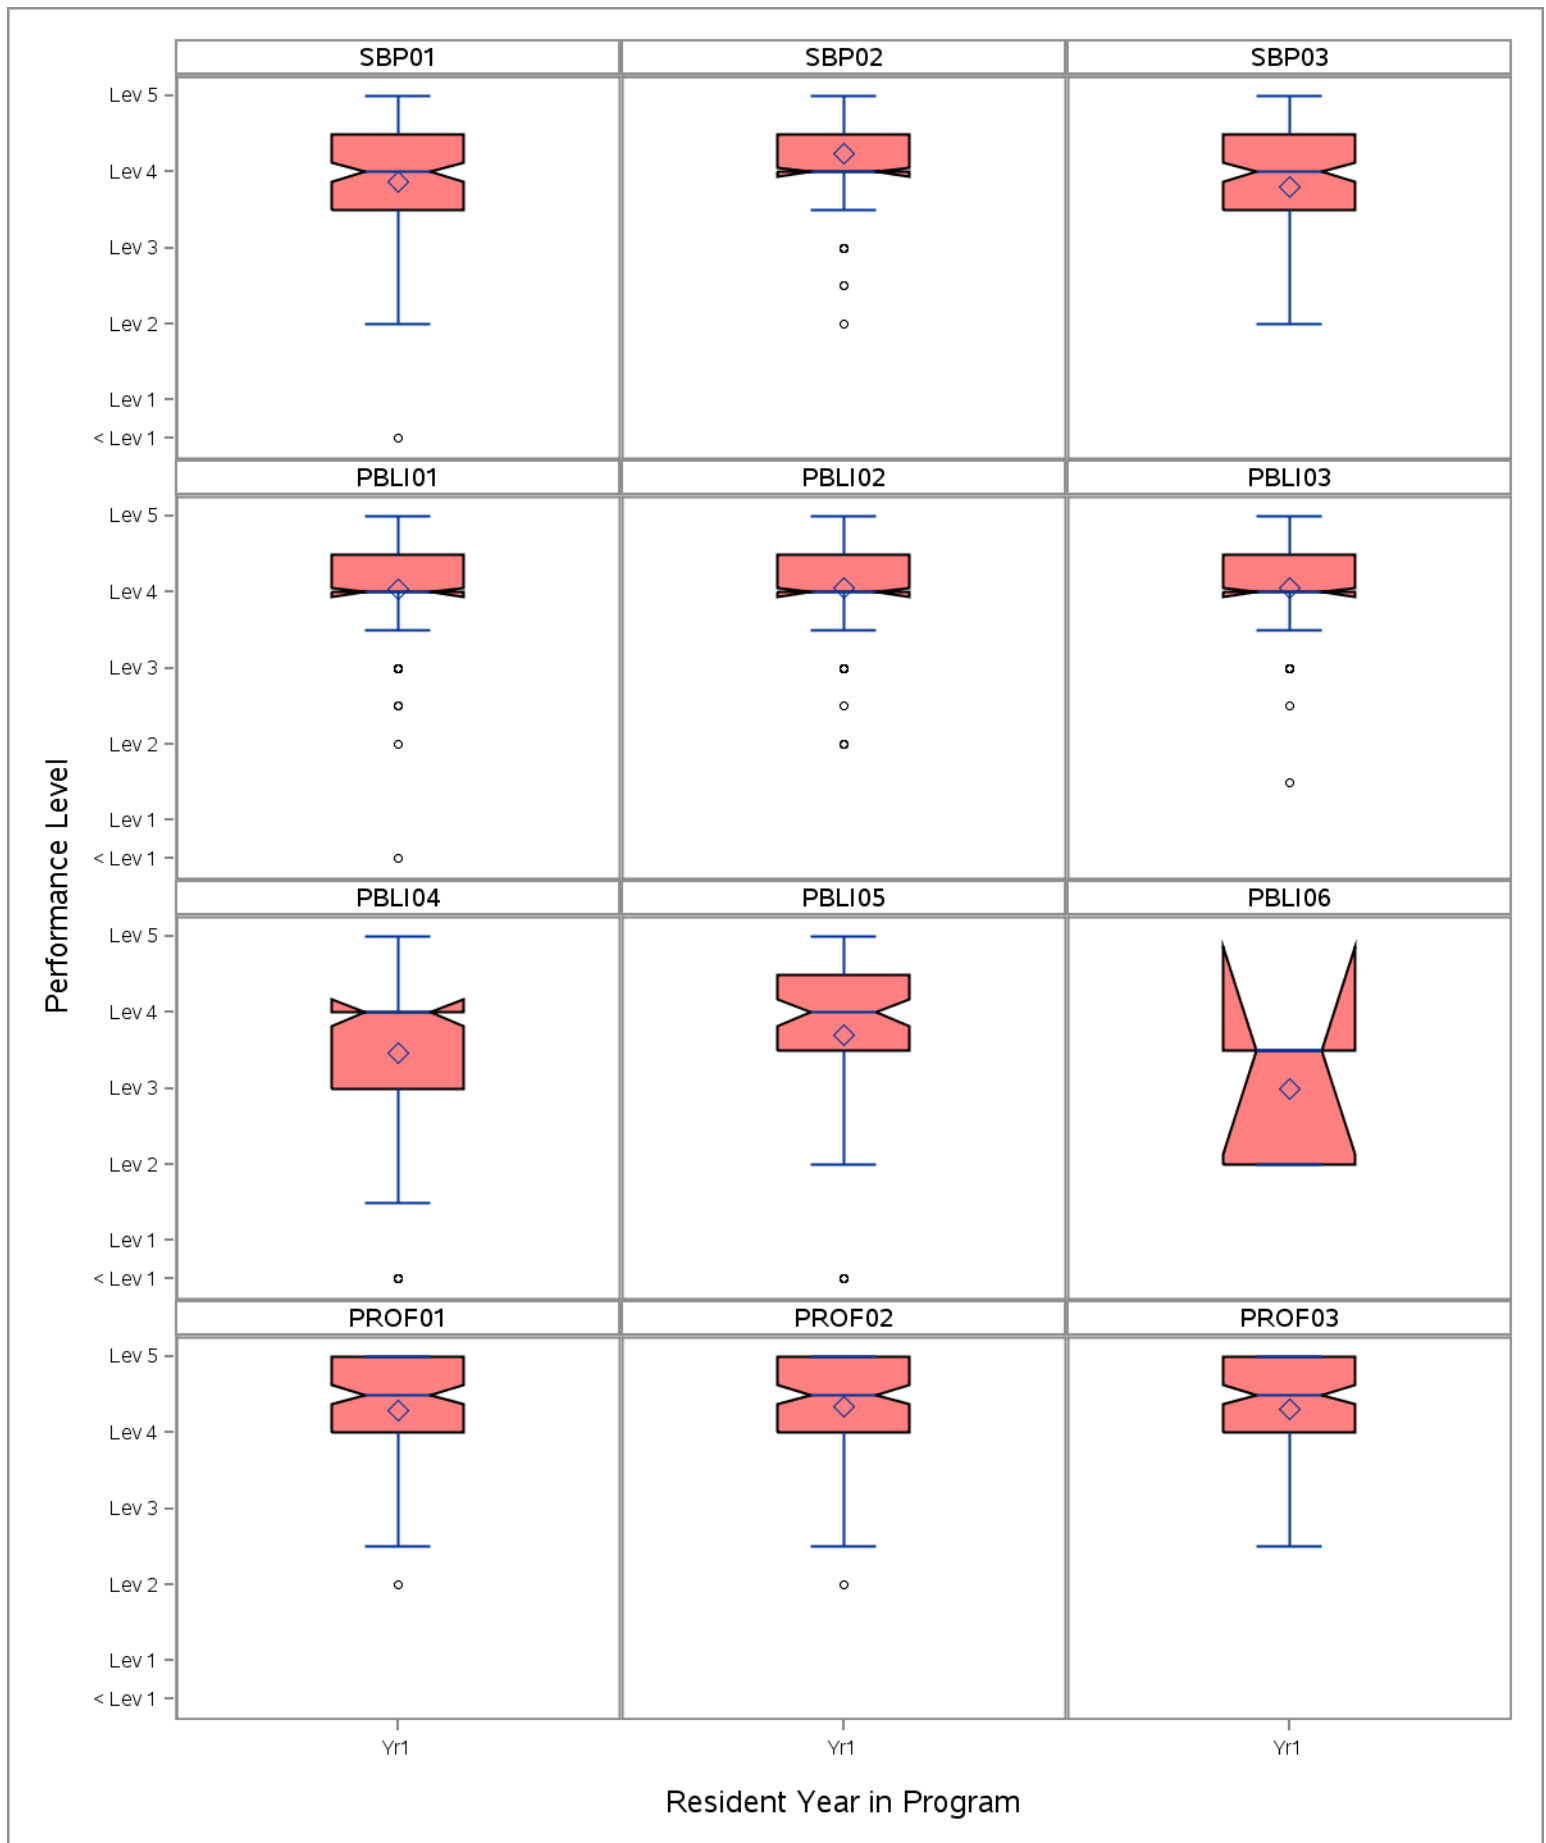 SBP01 SBP02 SBP03
Lev 5
Lev 4
Lev 3
Lev 2
Lev 1
< Lev 1
PBLI01 PBLI02 PBLI03
Lev 5
Lev 4
Lev 3
Lev 2
Lev 1
< Lev 1
Performance Level
PBLI04 PBLI05 PBLI06
Lev 5
Lev 4
Lev 3
Lev 2
Lev 1
< Lev 1
PROF01 PROF02 PROF03
Lev 5
Lev 4
Lev 3
Lev 2
Lev 1
< Lev 1
Yr1 Yr1 Yr1
Resident Year in Program